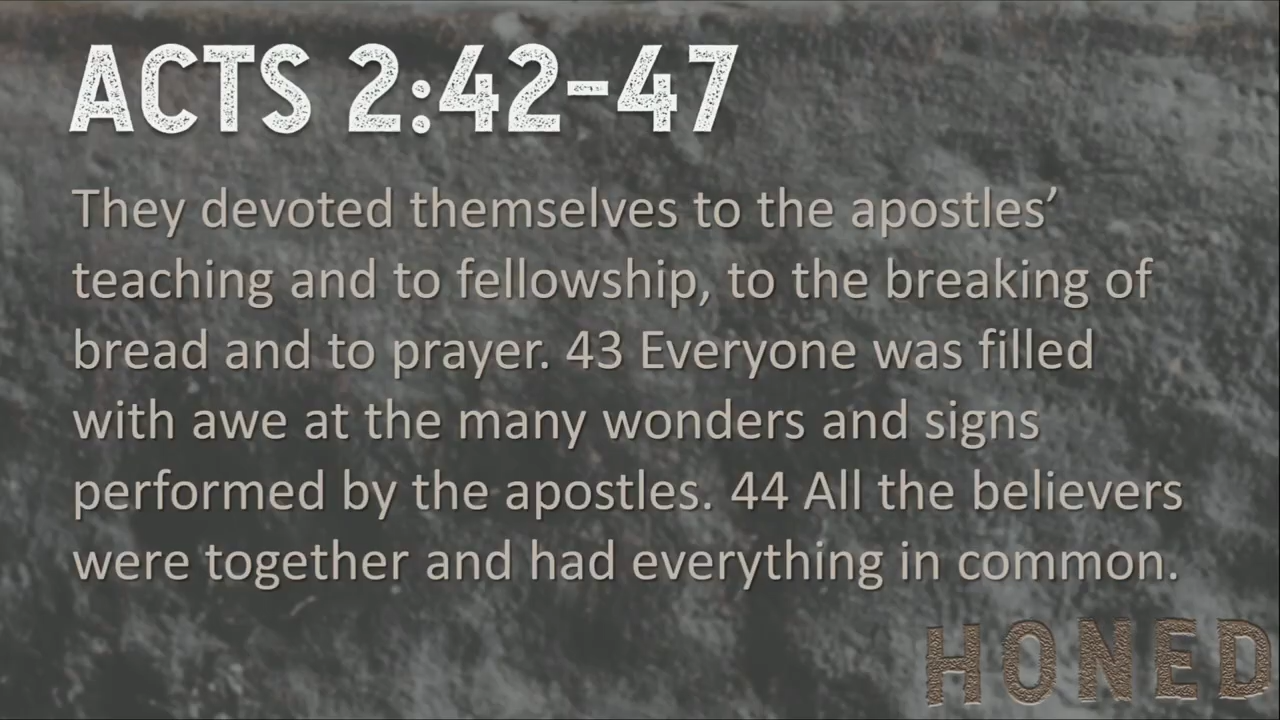 ACTS 2:42-47
They devoted themselves to the apostles’
teaching and to fellowship, to the breaking of
bread and to prayer. 43 Everyone was filled
with awe at the many wonders and signs
performed by the apostles. 44 All the believers
were together and had everything in common.
HONED